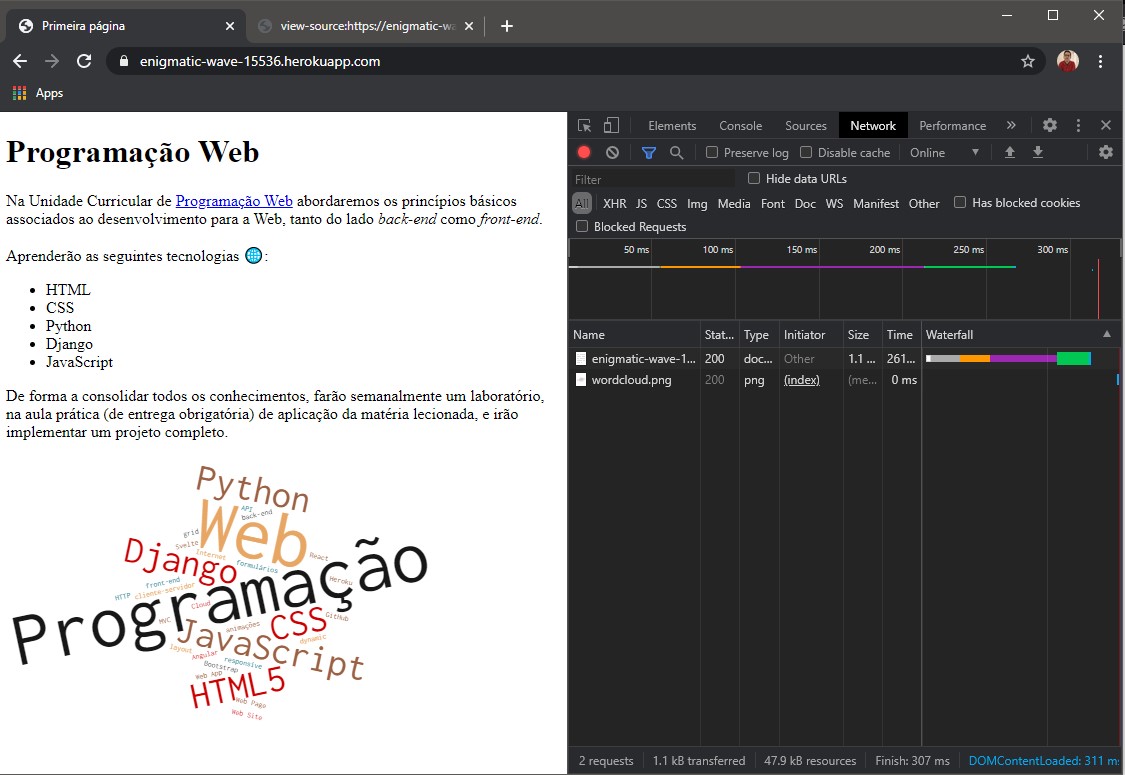 Primeira página
view-source:https://enigmatic-wa
enigmatic-wave-15536.herokuapp.com
Apps
Programação Web
Na Unidade Curricular de Programação Web abordaremos os princípios básicos
associados ao desenvolvimento para a Web, tanto do lado back-end como front-end.
Aprenderão as seguintes tecnologias 🌐:
• HTML
• CSS
• Python
• Django
• JavaScript
De forma a consolidar todos os conhecimentos, farão semanalmente um laboratório,
na aula prática (de entrega obrigatória) de aplicação da matéria lecionada, e irão
implementar um projeto completo.
Python
API
back-end
Web
grid
Svelte
Internet
React
Django
formulários
Heroku
front-end
HTTP
cliente-servidor
Programação
Cloud
MVC
animações
CSS
GitHub
JavaScript
dynamic
layout
Angular
responsive
Bootstrap
Web App
HTML5
Web Page
Web Site
Elements Console Sources Network Performance »
Preserve log Disable cache Online
Filter Hide data URLs
All XHR JS CSS Img Media Font Doc WS Manifest Other Has blocked cookies
Blocked Requests
50 ms 100 ms 150 ms 200 ms 250 ms 300 ms
Name Stat... Type Initiator Size Time Waterfall
enigmatic-wave-1... 200 doc... Other 1.1 ... 261...
wordcloud.png 200 png (index) (me... 0 ms
2 requests 1.1 kB transferred 47.9 kB resources Finish: 307 ms DOMContentLoaded: 311 m